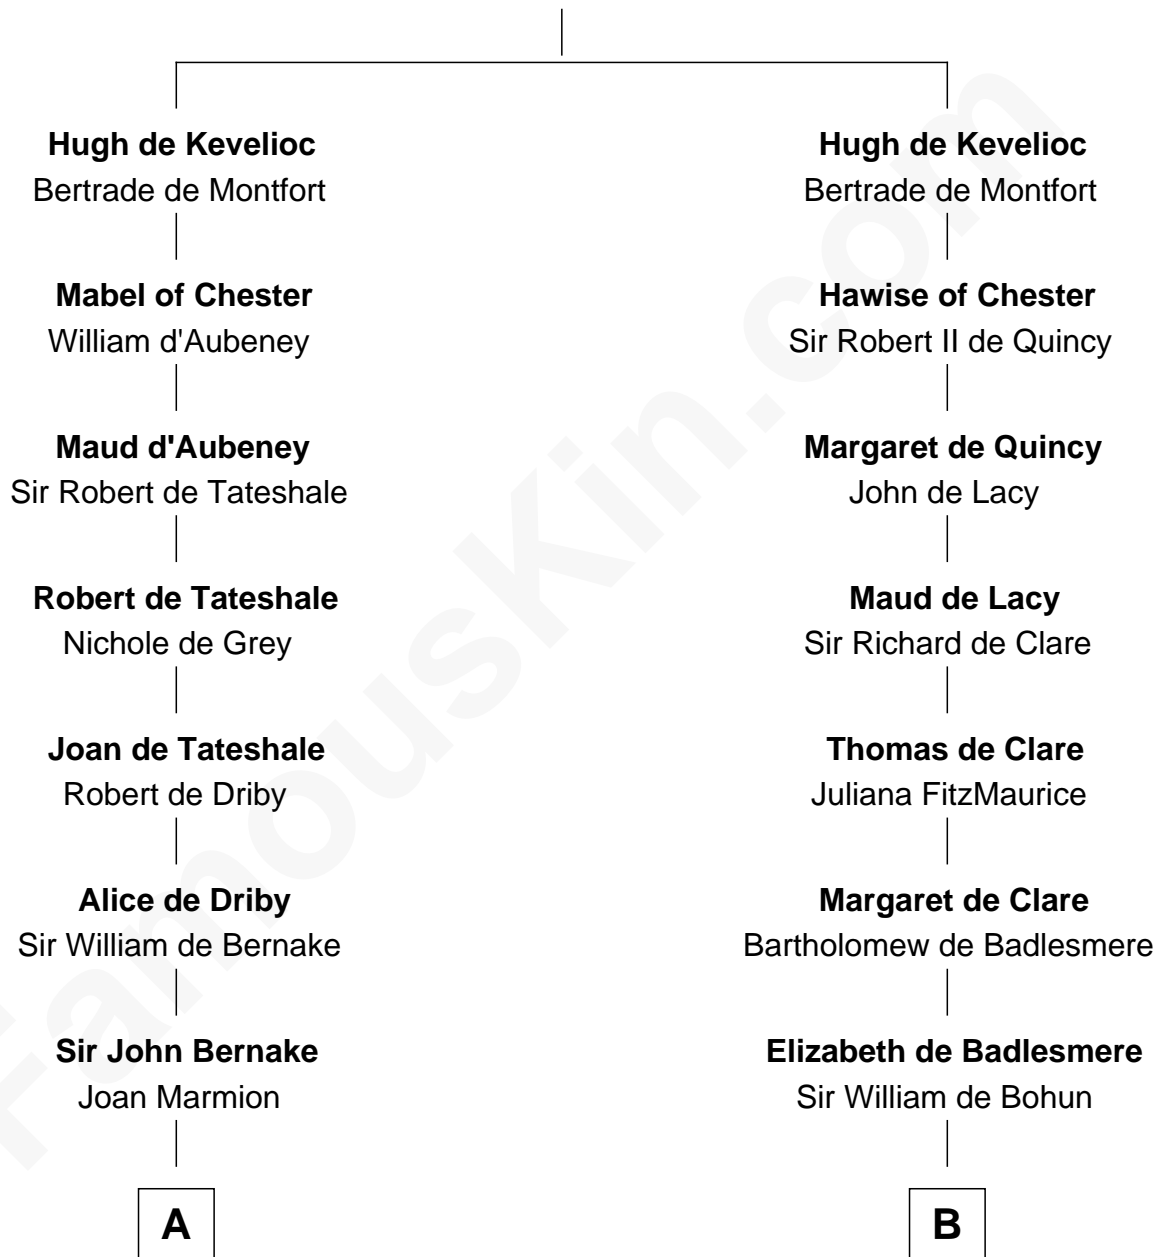 Hugh de Kevelioc
Bertrade de Montfort
Mabel of Chester
William d'Aubeney
Maud d'Aubeney
Sir Robert de Tateshale
Robert de Tateshale
Nichole de Grey
Joan de Tateshale
Robert de Driby
Alice de Driby
Sir William de Bernake
Sir John Bernake
Joan Marmion
A
Hugh de Kevelioc
Bertrade de Montfort
Hawise of Chester
Sir Robert II de Quincy
Margaret de Quincy
John de Lacy
Maud de Lacy
Sir Richard de Clare
Thomas de Clare
Juliana FitzMaurice
Margaret de Clare
Bartholomew de Badlesmere
Elizabeth de Badlesmere
Sir William de Bohun
B
FamousKin.com